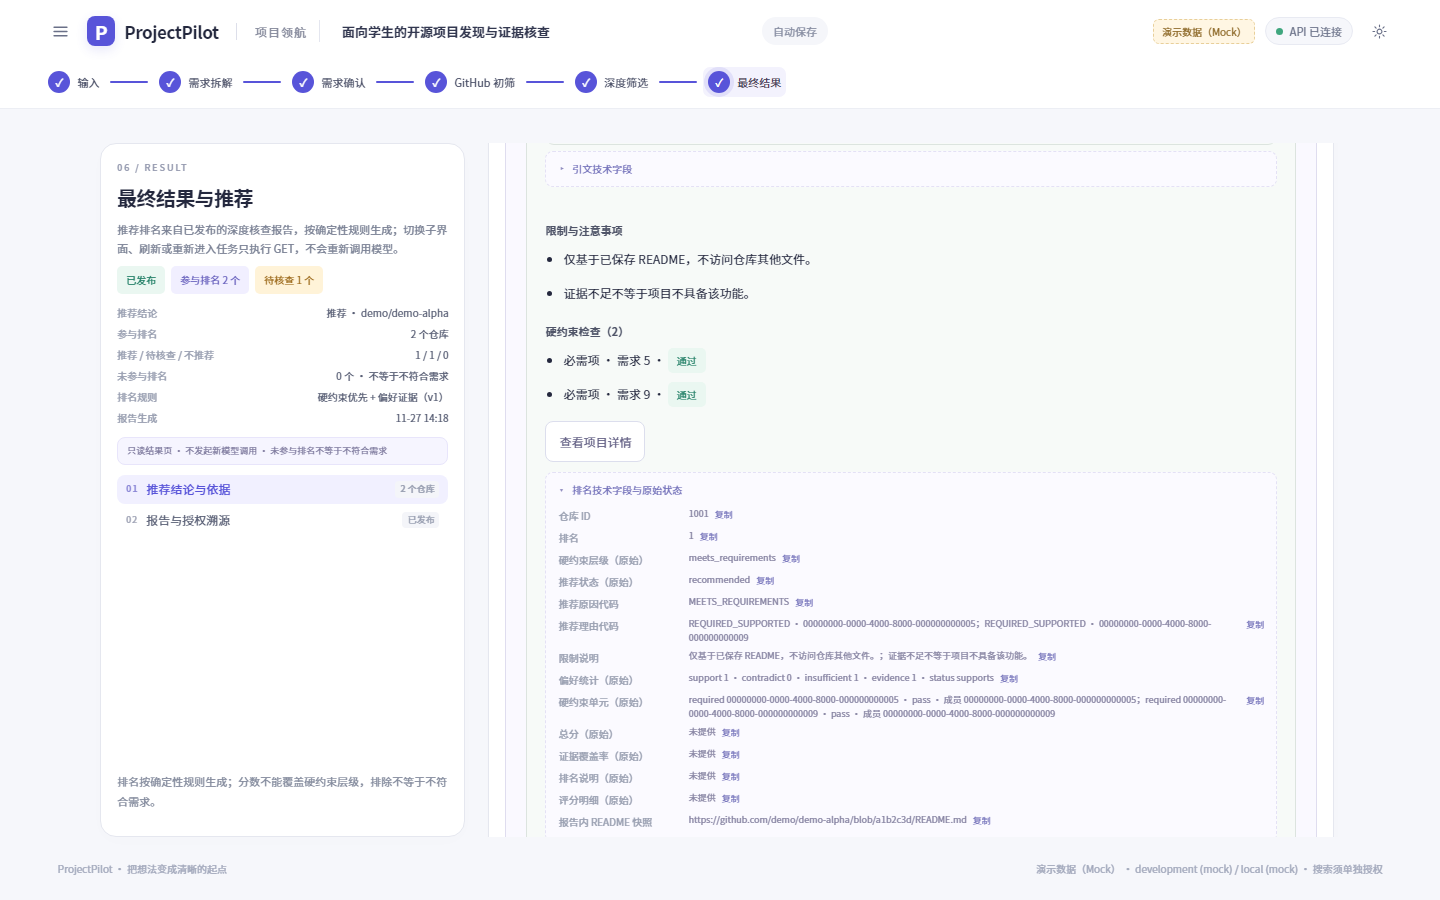 P ProjectPilot 项目领航 面向学生的开源项目发现与证据核查 自动保存 演示数据（Mock） API 已连接
输入 需求拆解 需求确认 GitHub 初筛 深度筛选 最终结果
06 / RESULT
最终结果与推荐
推荐排名来自已发布的深度核查报告，按确定性规则生成；切换子界
面、刷新或重新进入任务只执行 GET，不会重新调用模型。
已发布 参与排名 2 个 待核查 1 个
推荐结论 推荐 · demo/demo-alpha
参与排名 2 个仓库
推荐 / 待核查 / 不推荐 1 / 1 / 0
未参与排名 0 个 · 不等于不符合需求
排名规则 硬约束优先 + 偏好证据（v1）
报告生成 11-27 14:18
只读结果页 · 不发起新模型调用 · 未参与排名不等于不符合需求
01 推荐结论与依据 2 个仓库
02 报告与授权溯源 已发布
排名按确定性规则生成；分数不能覆盖硬约束层级，排除不等于不符
合需求。
引文技术字段
限制与注意事项
• 仅基于已保存 README，不访问仓库其他文件。
• 证据不足不等于项目不具备该功能。
硬约束检查（2）
• 必需项 · 需求 5 · 通过
• 必需项 · 需求 9 · 通过
查看项目详情
排名技术字段与原始状态
仓库 ID 1001 复制
排名 1 复制
硬约束层级（原始） meets_requirements 复制
推荐状态（原始） recommended 复制
推荐原因代码 MEETS_REQUIREMENTS 复制
推荐理由代码 REQUIRED_SUPPORTED · 00000000-0000-4000-8000-000000000005；REQUIRED_SUPPORTED · 00000000-0000-4000-8000- 复制
000000000009
限制说明 仅基于已保存 README，不访问仓库其他文件。；证据不足不等于项目不具备该功能。 复制
偏好统计（原始） support 1 · contradict 0 · insufficient 1 · evidence 1 · status supports 复制
硬约束单元（原始） required 00000000-0000-4000-8000-000000000005 · pass · 成员 00000000-0000-4000-8000-000000000005；required 00000000- 复制
0000-4000-8000-000000000009 · pass · 成员 00000000-0000-4000-8000-000000000009
总分（原始） 未提供 复制
证据覆盖率（原始） 未提供 复制
排名说明（原始） 未提供 复制
评分明细（原始） 未提供 复制
报告内 README 快照 https://github.com/demo/demo-alpha/blob/a1b2c3d/README.md 复制
ProjectPilot · 把想法变成清晰的起点 演示数据（Mock） · development (mock) / local (mock) · 搜索须单独授权